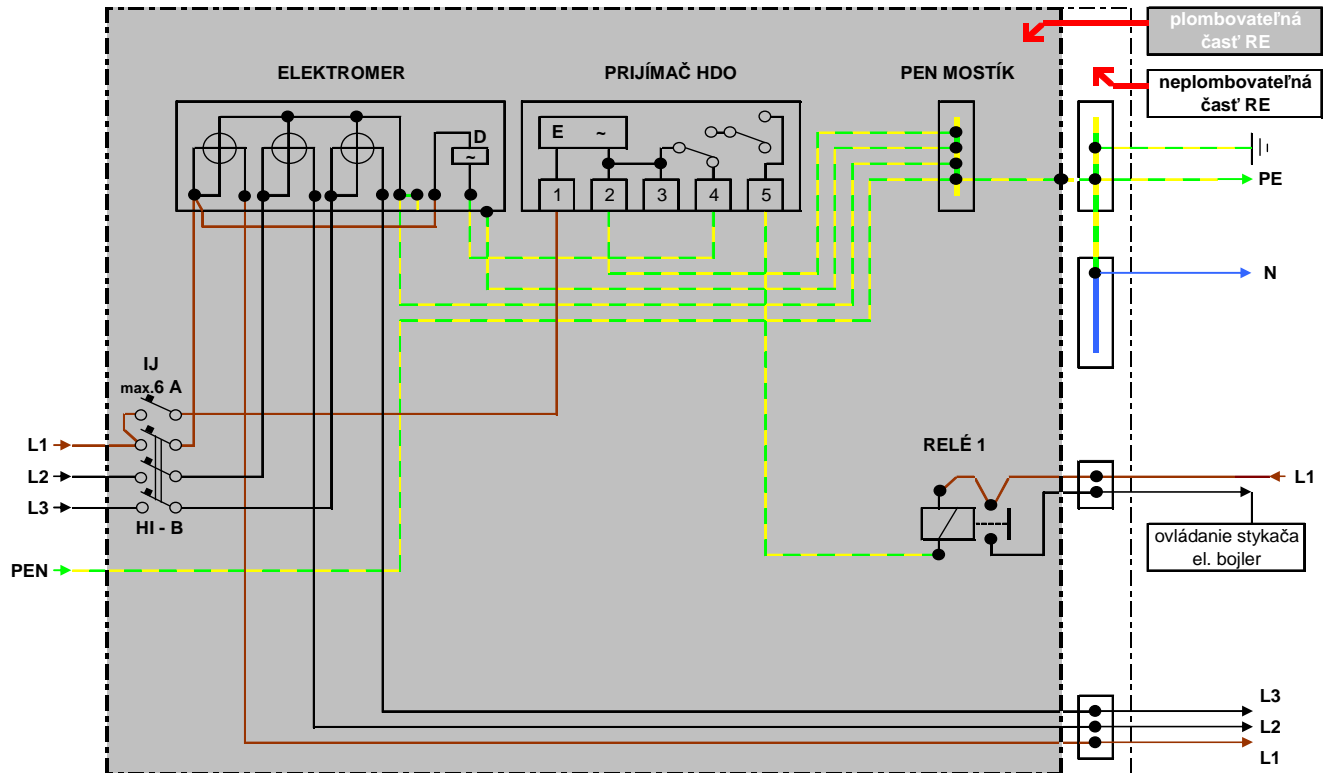 plombovateľná
časť RE
ELEKTROMER
PRIJÍMAČ HDO
PEN MOSTÍK
neplombovateľná
časť RE
D
~
E ~
1 2 3 4 5
PE
N
IJ
max.6 A
L1
L2
L3
HI - B
PEN
RELÉ 1
L1
ovládanie stykača
el. bojler
L3
L2
L1